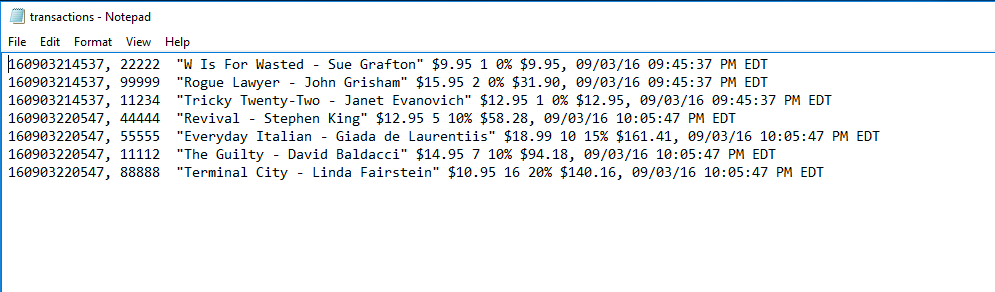 transactions - Notepad
File Edit Format View Help
160903214537, 22222  "W Is For Wasted - Sue Grafton" $9.95 1 0% $9.95, 09/03/16 09:45:37 PM EDT
160903214537, 99999  "Rogue Lawyer - John Grisham" $15.95 2 0% $31.90, 09/03/16 09:45:37 PM EDT
160903214537, 11234  "Tricky Twenty-Two - Janet Evanovich" $12.95 1 0% $12.95, 09/03/16 09:45:37 PM EDT
160903220547, 44444  "Revival - Stephen King" $12.95 5 10% $58.28, 09/03/16 10:05:47 PM EDT
160903220547, 55555  "Everyday Italian - Giada de Laurentiis" $18.99 10 15% $161.41, 09/03/16 10:05:47 PM EDT
160903220547, 11112  "The Guilty - David Baldacci" $14.95 7 10% $94.18, 09/03/16 10:05:47 PM EDT
160903220547, 88888  "Terminal City - Linda Fairstein" $10.95 16 20% $140.16, 09/03/16 10:05:47 PM EDT